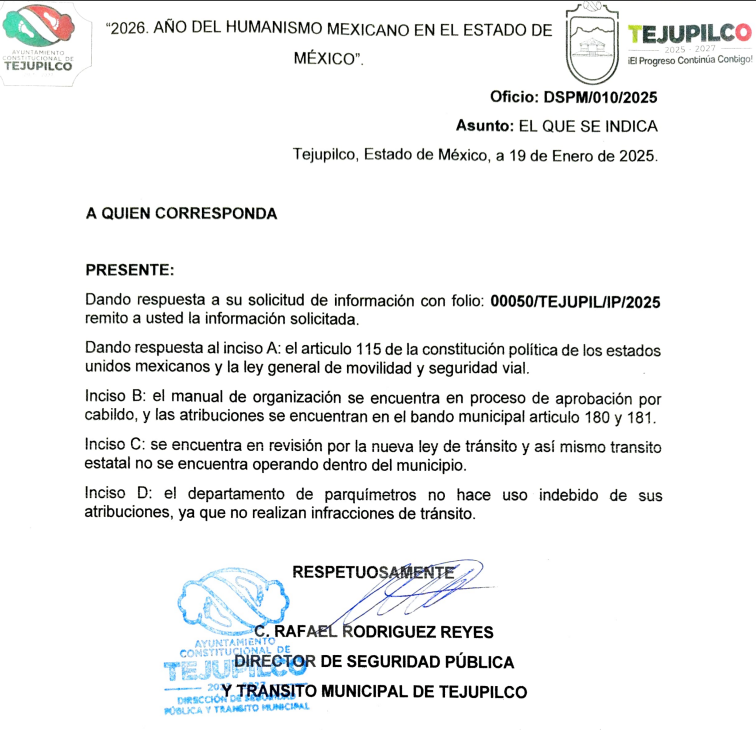 AYUNTAMIENTO
CONSTITUCIONAL DE
TEJUPILCO
“2026. AÑO DEL HUMANISMO MEXICANO EN EL ESTADO DE
MÉXICO”.
TEJUPILCO
2025 - 2027
¡El Progreso Continúa Contigo!
Oficio: DSPM/010/2025
Asunto: EL QUE SE INDICA
Tejupilco, Estado de México, a 19 de Enero de 2025.
A QUIEN CORRESPONDA
PRESENTE:
Dando respuesta a su solicitud de información con folio: 00050/TEJUPIL/IP/2025
remito a usted la información solicitada.
Dando respuesta al inciso A: el articulo 115 de la constitución política de los estados
unidos mexicanos y la ley general de movilidad y seguridad vial.
Inciso B: el manual de organización se encuentra en proceso de aprobación por
cabildo, y las atribuciones se encuentran en el bando municipal articulo 180 y 181.
Inciso C: se encuentra en revisión por la nueva ley de tránsito y así mismo transito
estatal no se encuentra operando dentro del municipio.
Inciso D: el departamento de parquímetros no hace uso indebido de sus
atribuciones, ya que no realizan infracciones de tránsito.
RESPETUOSAMENTE
C. RAFAEL RODRIGUEZ REYES
DIRECTOR DE SEGURIDAD PÚBLICA
Y TRÁNSITO MUNICIPAL DE TEJUPILCO
AYUNTAMIENTO
CONSTITUCIONAL DE
TEJUPILCO
DIRECCIÓN DE SEGURIDAD
PÚBLICA Y TRANSITO MUNICIPAL